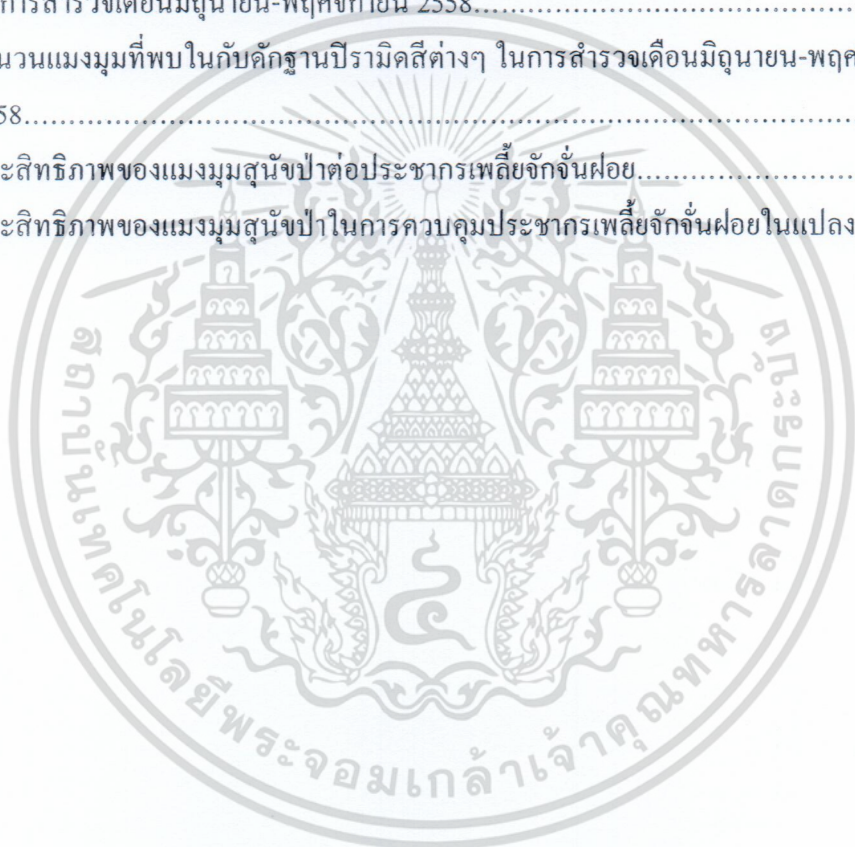 การสำรวจเดือนมิถุนายน-พฤศจิกายน 2558
นวนแมงมุมที่พบในกับดักฐานปิรามิดสีต่างๆ ในการสำรวจเดือนมิถุนายน-พฤศ
58
ะสิทธิภาพของแมงมุมสุนัขป่าต่อประชากรเพลี้ยจักจั่นฝอย
ะสิทธิภาพของแมงมุมสุนัขป่าในการควบคุมประชากรเพลี้ยจักจั่นฝอยในแปลง
สถาบันเทคโนโลยีพระจอมเกล้าเจ้าคุณทหารลาดกระบัง